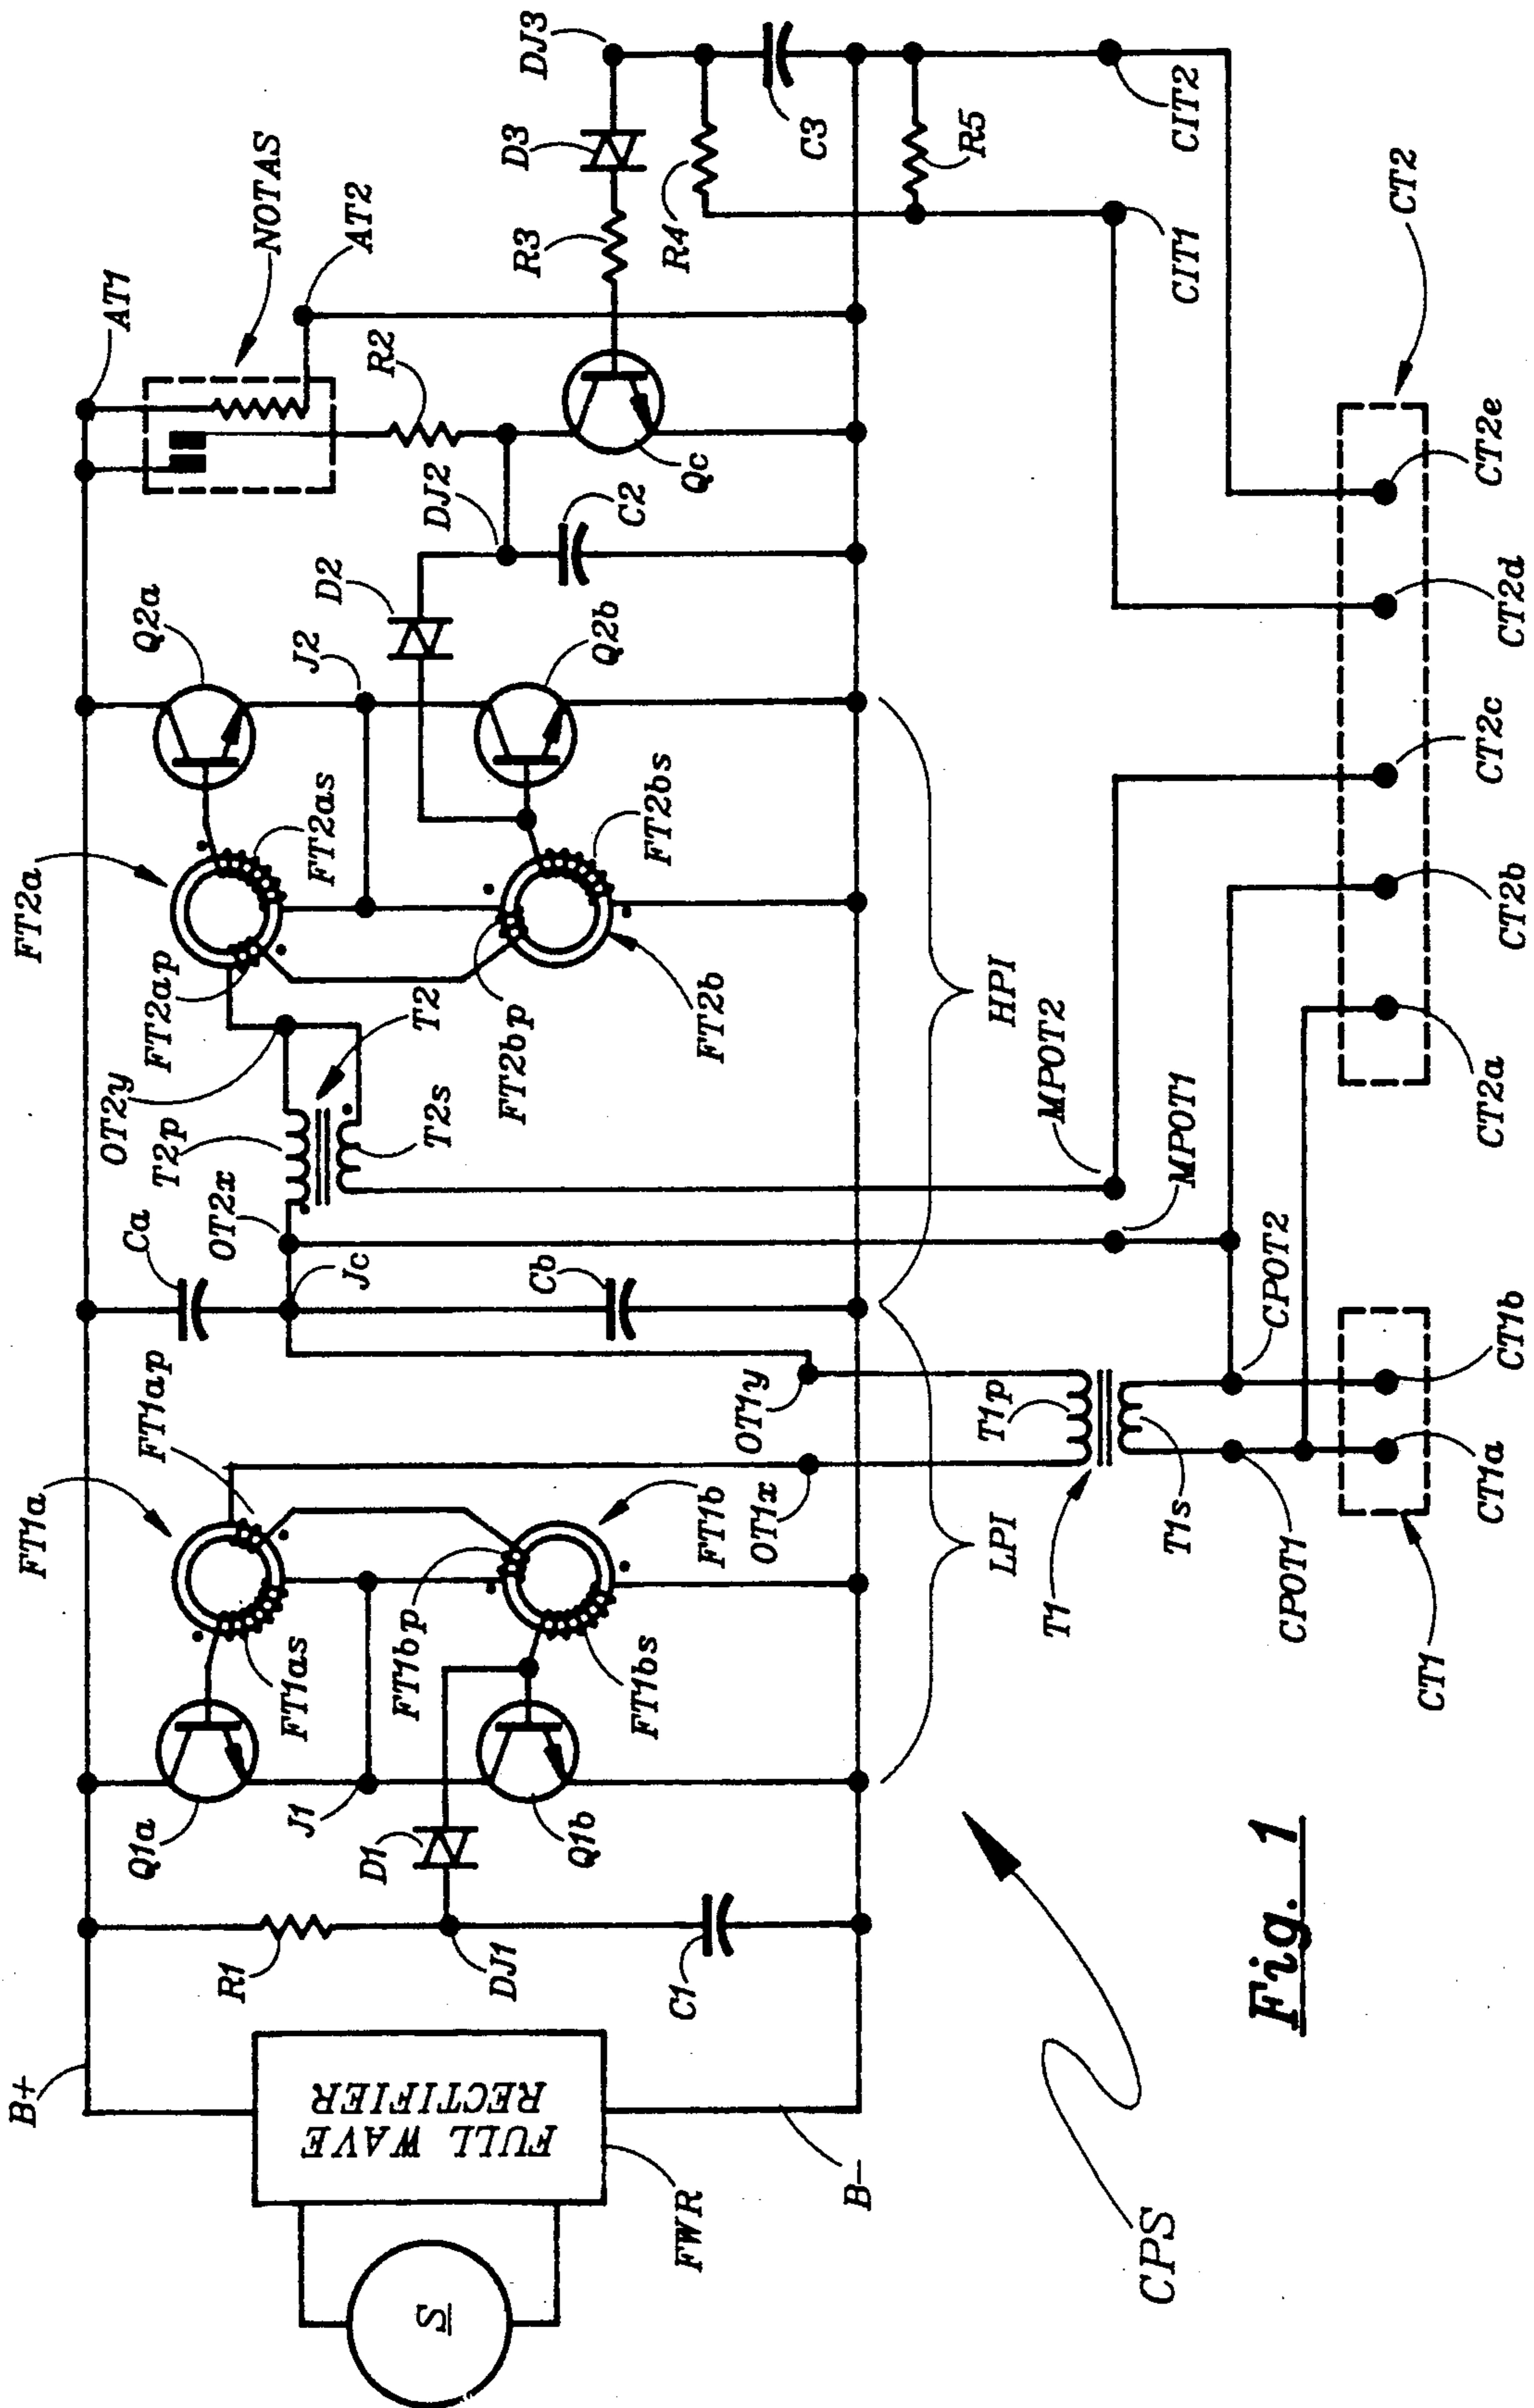 B+
R1
Q1a
FT1a
FT1ap
FT1as
J1
D1
DJ1
C1
Q1b
FT1bp
FT1bs
FT1b
FULL WAVE
RECTIFIER
S
FWR
B-
Ca
Jc
Cb
OT2x
T2p
OT2y
T2
T2s
FT2a
FT2ap
FT2as
FT2bp
FT2b
FT2bs
Q2a
J2
D2
Q2b
DJ2
C2
R2
Qc
AT1
NOTAS
AT2
R3
D3
DJ3
R4
C3
R5
CIT1
CIT2
LPI
HPI
OT1x
OT1y
T1
T1p
T1s
CPOT1
CPOT2
MPOT1
MPOT2
CT1
CT1a
CT1b
CT2
CT2a
CT2b
CT2c
CT2d
CT2e
CPS
Fig. 1